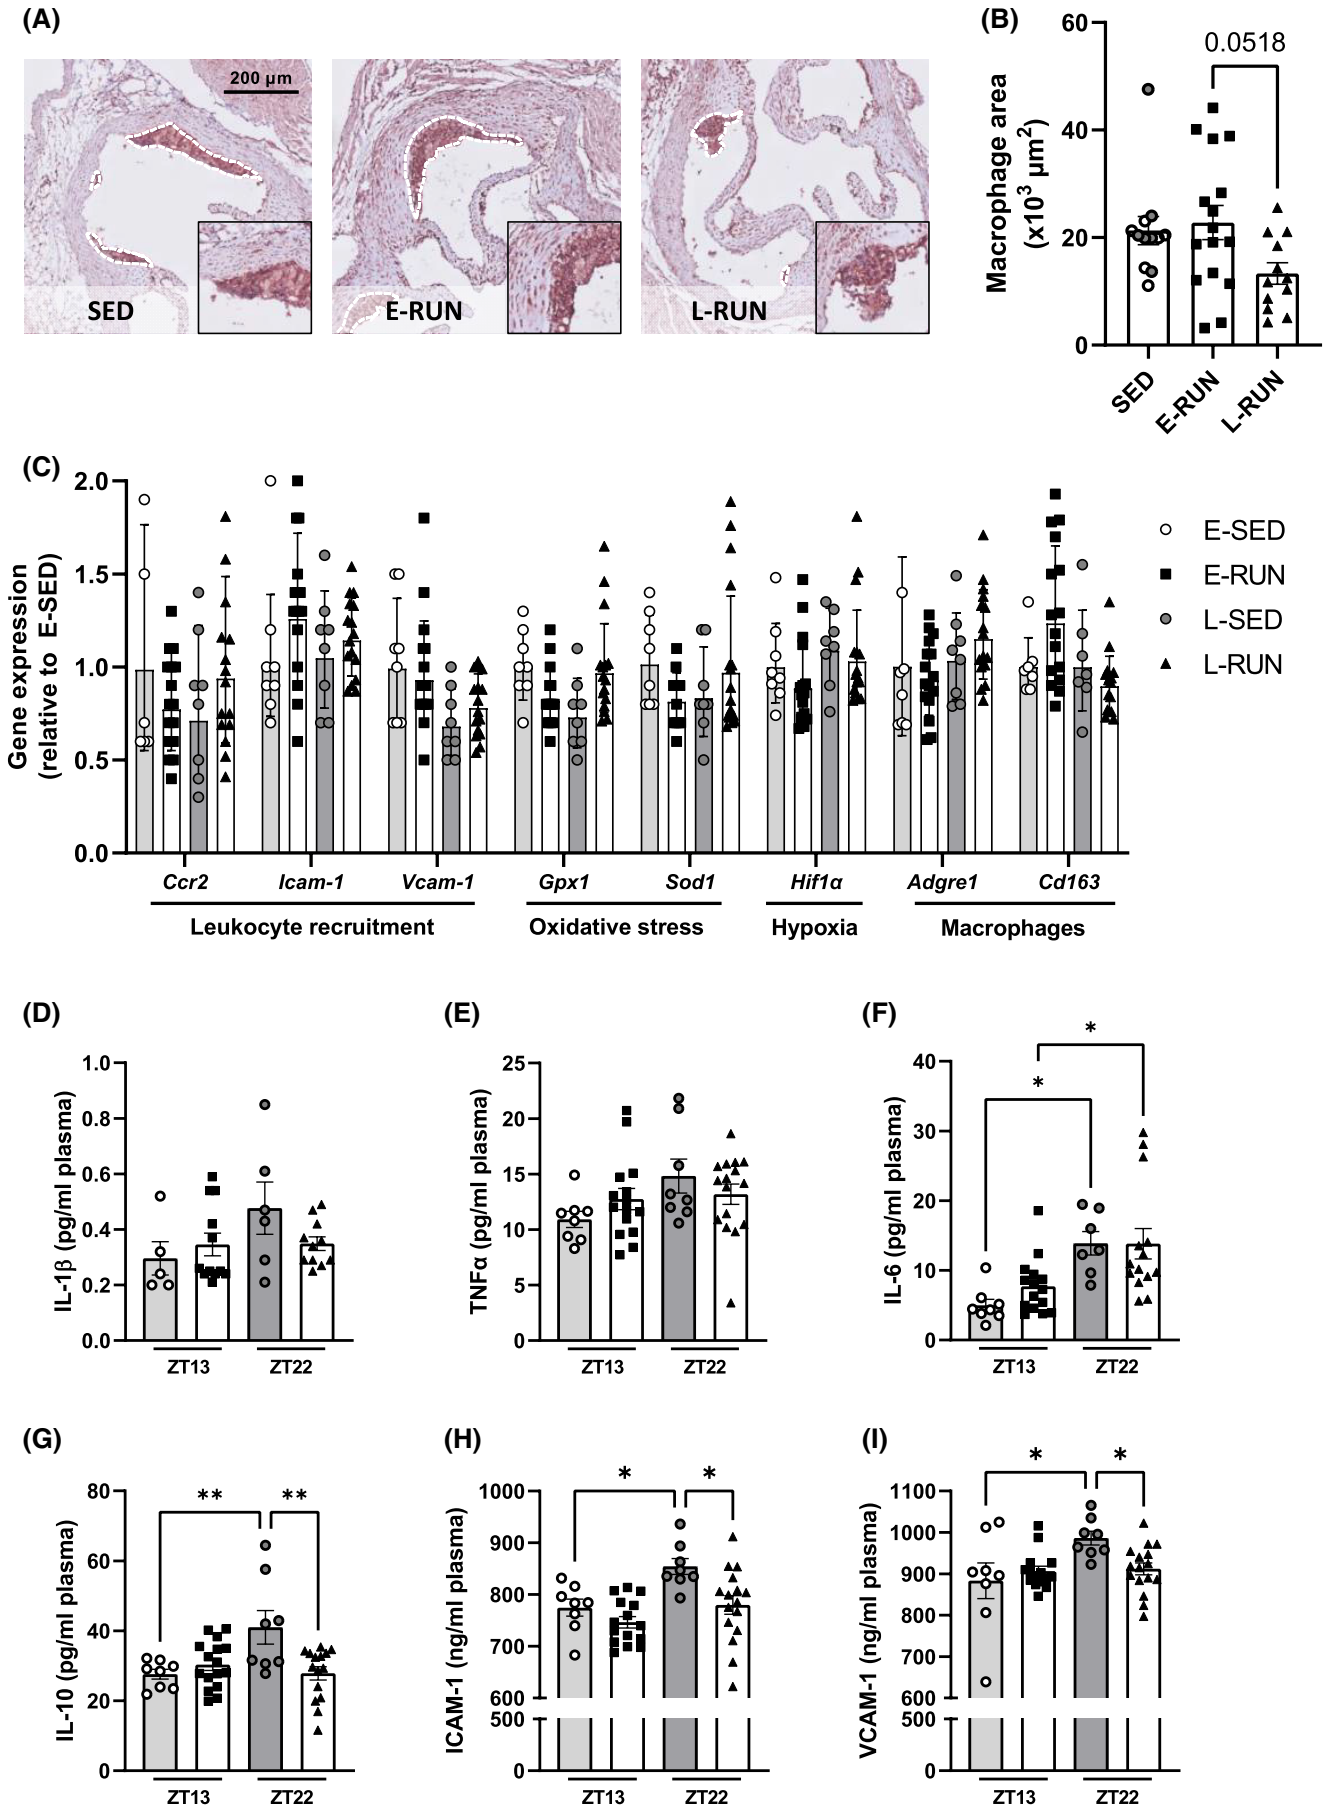 (A)
200 µm
SED
E-RUN
L-RUN
(B)
Macrophage area
(x10³ µm²)
60
40
20
0
0.0518
SED
E-RUN
L-RUN
(C)
Gene expression
(relative to E-SED)
2.0
1.5
1.0
0.5
0.0
Ccr2 Icam-1 Vcam-1 Gpx1 Sod1 Hif1α Adgre1 Cd163
Leukocyte recruitment Oxidative stress Hypoxia Macrophages
E-SED
E-RUN
L-SED
L-RUN
(D)
IL-1β (pg/ml plasma)
1.0
0.8
0.6
0.4
0.2
0.0
ZT13 ZT22
(E)
TNFα (pg/ml plasma)
25
20
15
10
5
0
ZT13 ZT22
(F)
IL-6 (pg/ml plasma)
40
30
20
10
0
*
*
ZT13 ZT22
(G)
IL-10 (pg/ml plasma)
80
60
40
20
0
** **
ZT13 ZT22
(H)
ICAM-1 (ng/ml plasma)
1000
900
800
700
600
500
0
* *
ZT13 ZT22
(I)
VCAM-1 (ng/ml plasma)
1100
1000
900
800
700
600
500
0
* *
ZT13 ZT22